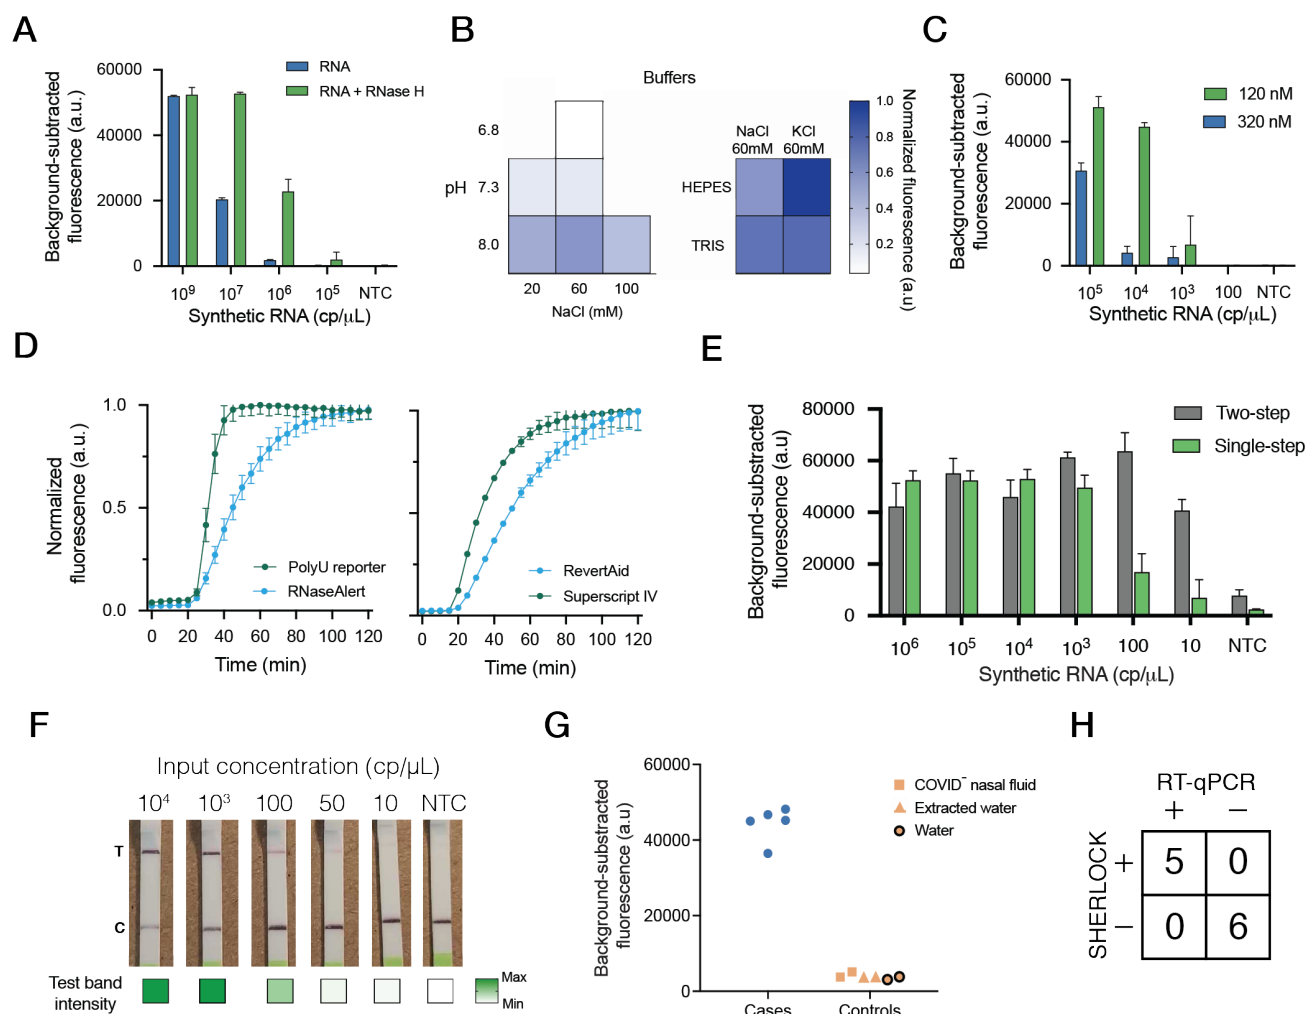 A
Background-subtracted
fluorescence (a.u.)
60000
40000
20000
0
RNA
RNA + RNase H
10⁹
10⁷
10⁶
10⁵
NTC
Synthetic RNA (cp/μL)
B
Buffers
pH
6.8
7.3
8.0
20
60
100
NaCl (mM)
NaCl
60mM
KCl
60mM
HEPES
TRIS
1.0
0.8
0.6
0.4
0.2
Normalized fluorescence (a.u)
C
Background-subtracted
fluorescence (a.u.)
60000
40000
20000
0
120 nM
320 nM
10⁵
10⁴
10³
100
NTC
Synthetic RNA (cp/μL)
D
Normalized
fluorescence (a.u.)
1.0
0.5
0.0
PolyU reporter
RNaseAlert
0 20 40 60 80 100 120
Time (min)
RevertAid
Superscript IV
0 20 40 60 80 100 120
Time (min)
E
Background-substracted
fluorescence (a.u)
80000
60000
40000
20000
0
Two-step
Single-step
10⁶
10⁵
10⁴
10³
100
10
NTC
Synthetic RNA (cp/μL)
F
Input concentration (cp/μL)
10⁴ 10³ 100 50 10 NTC
T
C
Test band
intensity
Max
Min
G
Background-substracted
fluorescence (a.u)
60000
40000
20000
0
COVID⁻ nasal fluid
Extracted water
Water
Cases
Controls
H
RT-qPCR
+ −
SHERLOCK
+ 5 0
− 0 6